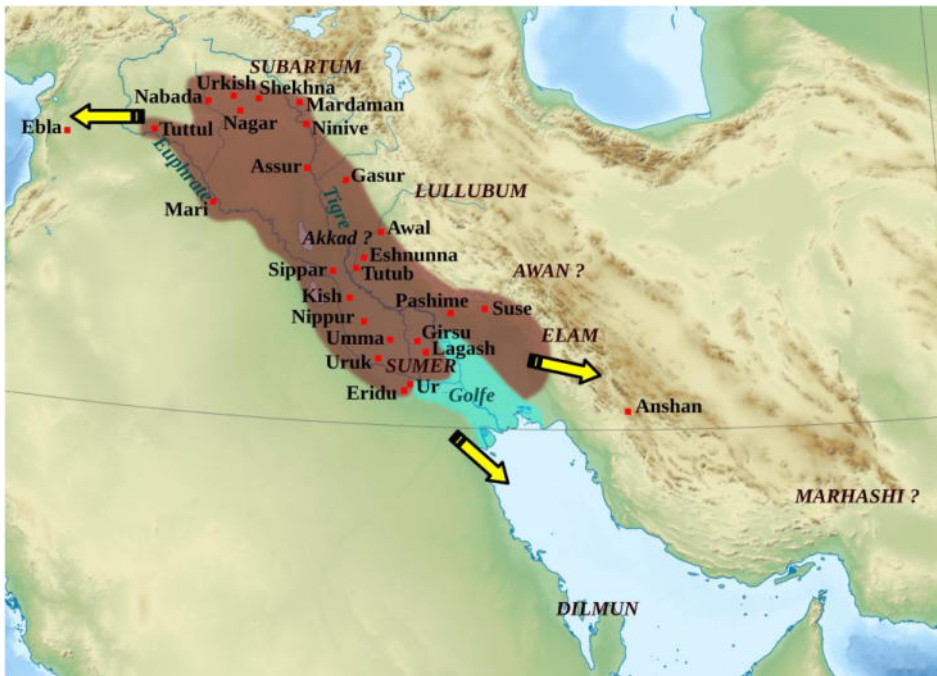 SUBARTUM
Urkish
Shekhna
Nabada
Mardaman
Nagar
Ebla
Tuttul
Ninive
Euphrate
Assur
Gasur
Tigre
LULLUBUM
Mari
Akkad ?
Awal
Eshnunna
Sippar
Tutub
AWAN ?
Kish
Pashime
Suse
Nippur
Umma
Girsu
ELAM
Lagash
Uruk
SUMER
Eridu
Ur
Golfe
Anshan
MARHASHI ?
DILMUN